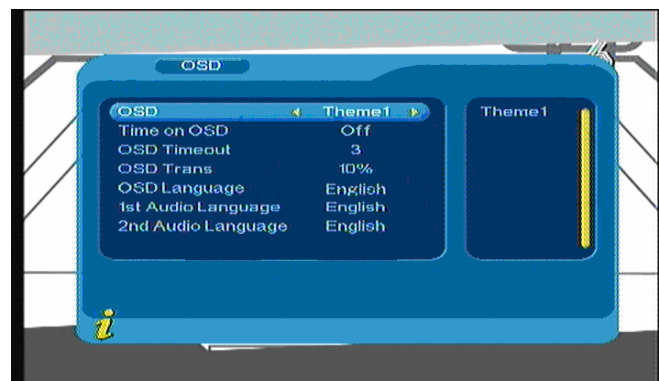 OSD
OSD Theme1
Time on OSD Off
OSD Timeout 3
OSD Trans 10%
OSD Language English
1st Audio Language English
2nd Audio Language English
Theme1
i